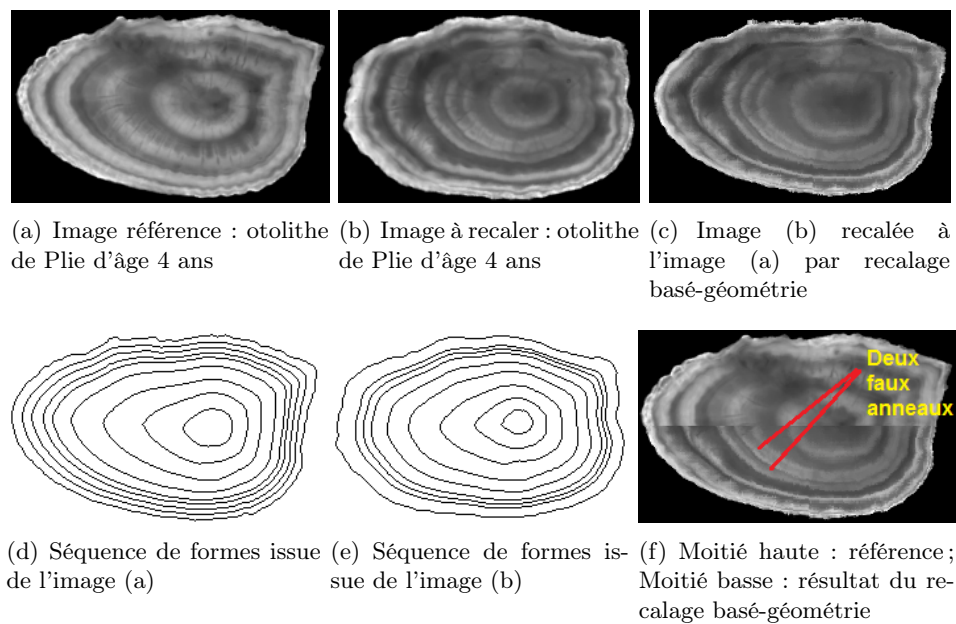 (a) Image référence : otolithe
de Plie d'âge 4 ans
(b) Image à recaler : otolithe
de Plie d'âge 4 ans
(c) Image (b) recalée à
l'image (a) par recalage
basé-géométrie
Deux
faux
anneaux
(d) Séquence de formes issue
de l'image (a)
(e) Séquence de formes is-
sue de l'image (b)
(f) Moitié haute : référence ;
Moitié basse : résultat du re-
calage basé-géométrie